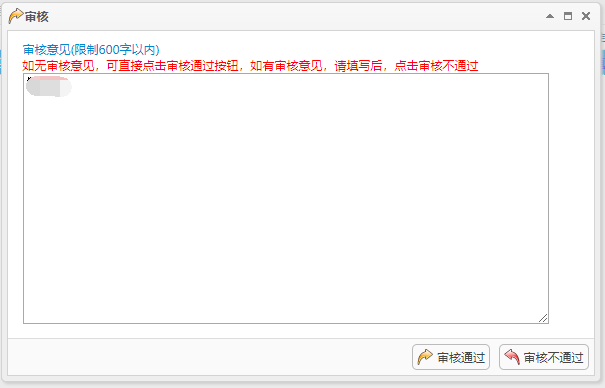 审核
审核意见(限制600字以内)
如无审核意见，可直接点击审核通过按钮，如有审核意见，请填写后，点击审核不通过
审核通过
审核不通过